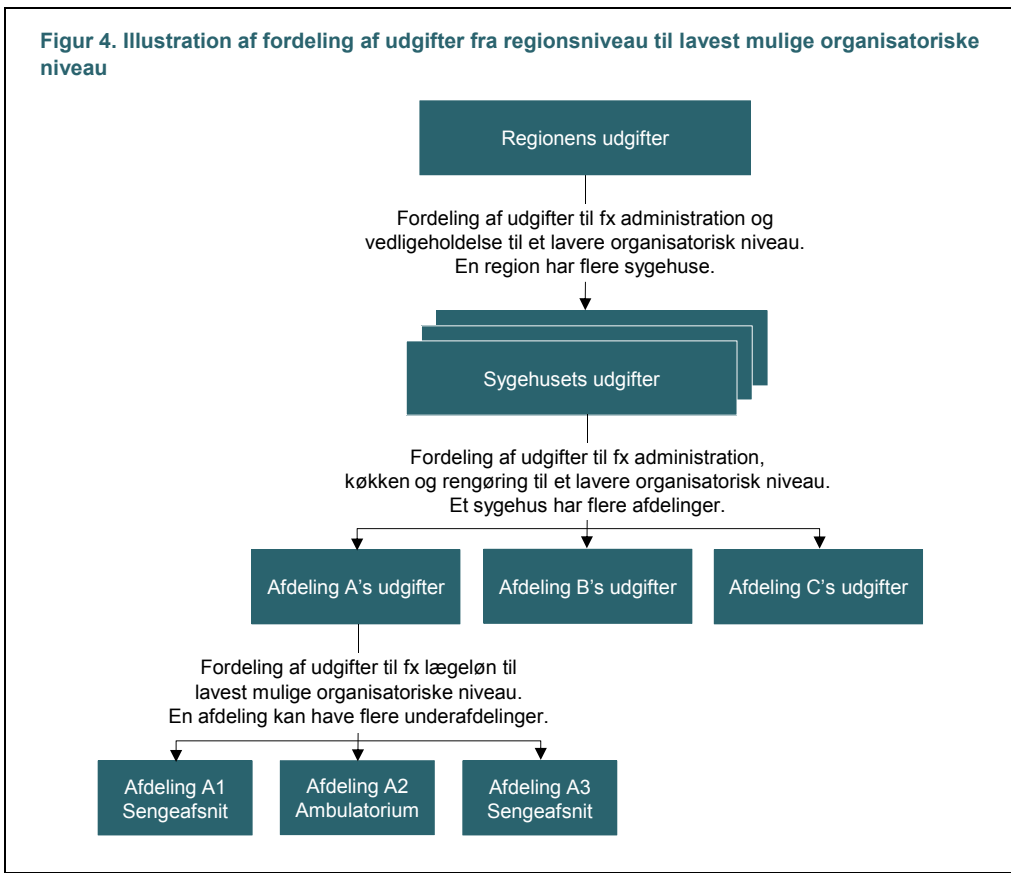 Figur 4. Illustration af fordeling af udgifter fra regionsniveau til lavest mulige organisatoriske
niveau
Regionens udgifter
Fordeling af udgifter til fx administration og
vedligeholdelse til et lavere organisatorisk niveau.
En region har flere sygehuse.
Sygehusets udgifter
Fordeling af udgifter til fx administration,
køkken og rengøring til et lavere organisatorisk niveau.
Et sygehus har flere afdelinger.
Afdeling A's udgifter
Afdeling B's udgifter
Afdeling C's udgifter
Fordeling af udgifter til fx lægeløn til
lavest mulige organisatoriske niveau.
En afdeling kan have flere underafdelinger.
Afdeling A1
Sengeafsnit
Afdeling A2
Ambulatorium
Afdeling A3
Sengeafsnit